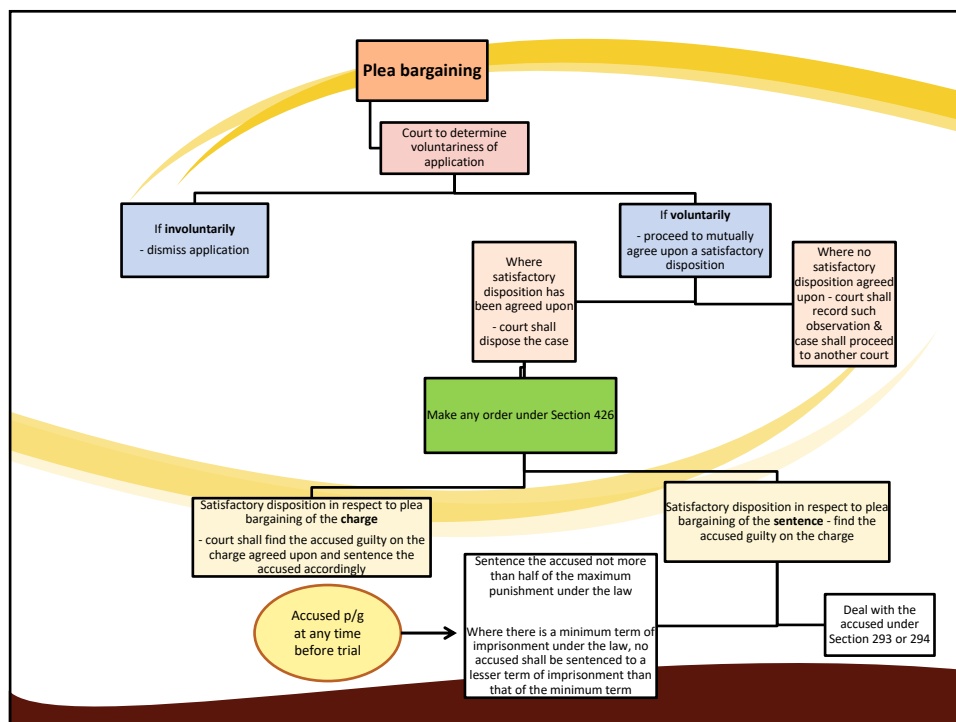 Plea bargaining
Court to determine
voluntariness of
application
If involuntarily
- dismiss application
If voluntarily
- proceed to mutually
agree upon a satisfactory
disposition
Where
satisfactory
disposition has
been agreed upon
- court shall
dispose the case
Where no
satisfactory
disposition agreed
upon - court shall
record such
observation &
case shall proceed
to another court
Make any order under Section 426
Satisfactory disposition in respect to plea
bargaining of the charge
- court shall find the accused guilty on the
charge agreed upon and sentence the
accused accordingly
Satisfactory disposition in respect to plea
bargaining of the sentence - find the
accused guilty on the charge
Accused p/g
at any time
before trial
Sentence the accused not more
than half of the maximum
punishment under the law
Where there is a minimum term of
imprisonment under the law, no
accused shall be sentenced to a
lesser term of imprisonment than
that of the minimum term
Deal with the
accused under
Section 293 or 294